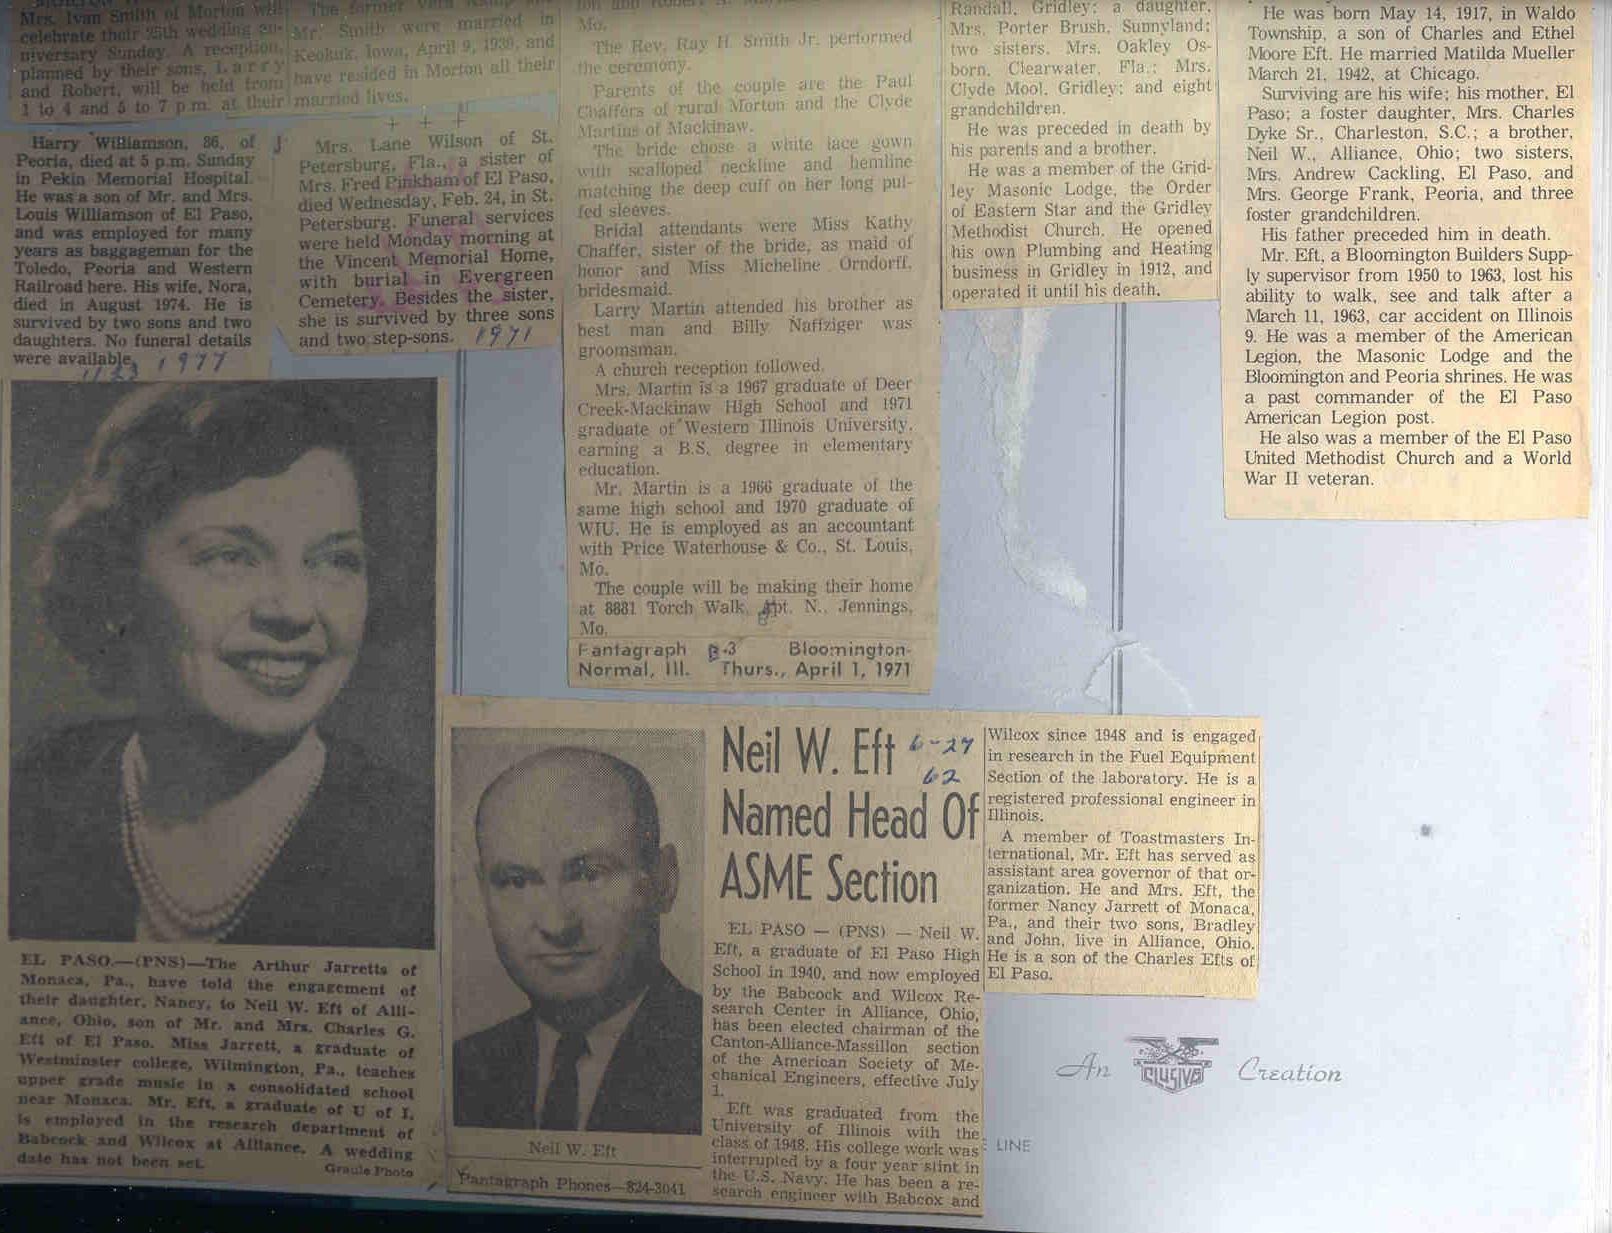 Mrs. Ivan Smith of Morton will
celebrate their 25th wedding an-
niversary Sunday. A reception,
planned by their sons, Larry
and Robert, will be held from
1 to 4 and 5 to 7 p.m. at their
The former
Mr. Smith were married in
Keokuk, Iowa, April 9, 1939, and
have resided in Morton all their
married lives.
Harry Williamson, 86, of
Peoria, died at 5 p.m. Sunday
in Pekin Memorial Hospital.
He was a son of Mr. and Mrs.
Louis Williamson of El Paso,
and was employed for many
years as baggageman for the
Toledo, Peoria and Western
Railroad here. His wife, Nora,
died in August 1974. He is
survived by two sons and two
daughters. No funeral details
were available.
11-23 1977
+ + +
Mrs. Lane Wilson of St.
Petersburg, Fla., a sister of
Mrs. Fred Pinkham of El Paso,
died Wednesday, Feb. 24, in St.
Petersburg. Funeral services
were held Monday morning at
the Vincent Memorial Home,
with burial in Evergreen
Cemetery. Besides the sister,
she is survived by three sons
and two step-sons. 1971
Mo.
The Rev. Ray H. Smith Jr. performed
the ceremony.
Parents of the couple are the Paul
Chaffers of rural Morton and the Clyde
Martins of Mackinaw.
The bride chose a white lace gown
with scalloped neckline and hemline
matching the deep cuff on her long puf-
fed sleeves.
Bridal attendants were Miss Kathy
Chaffer, sister of the bride, as maid of
honor and Miss Micheline Orndorff,
bridesmaid.
Larry Martin attended his brother as
best man and Billy Naffziger was
groomsman.
A church reception followed.
Mrs. Martin is a 1967 graduate of Deer
Creek-Mackinaw High School and 1971
graduate of Western Illinois University,
earning a B.S. degree in elementary
education.
Mr. Martin is a 1966 graduate of the
same high school and 1970 graduate of
WIU. He is employed as an accountant
with Price Waterhouse & Co., St. Louis,
Mo.
The couple will be making their home
at 8881 Torch Walk, Apt. N., Jennings,
Mo.
Pantagraph B-3 Bloomington-
Normal, Ill. Thurs., April 1, 1971
Randall, Gridley; a daughter,
Mrs. Porter Brush, Sunnyland;
two sisters, Mrs. Oakley Os-
born, Clearwater, Fla.; Mrs.
Clyde Mool, Gridley; and eight
grandchildren.
He was preceded in death by
his parents and a brother.
He was a member of the Grid-
ley Masonic Lodge, the Order
of Eastern Star and the Gridley
Methodist Church. He opened
his own Plumbing and Heating
business in Gridley in 1912, and
operated it until his death.
He was born May 14, 1917, in Waldo
Township, a son of Charles and Ethel
Moore Eft. He married Matilda Mueller
March 21, 1942, at Chicago.
Surviving are his wife; his mother, El
Paso; a foster daughter, Mrs. Charles
Dyke Sr., Charleston, S.C.; a brother,
Neil W., Alliance, Ohio; two sisters,
Mrs. Andrew Cackling, El Paso, and
Mrs. George Frank, Peoria, and three
foster grandchildren.
His father preceded him in death.
Mr. Eft, a Bloomington Builders Supp-
ly supervisor from 1950 to 1963, lost his
ability to walk, see and talk after a
March 11, 1963, car accident on Illinois
9. He was a member of the American
Legion, the Masonic Lodge and the
Bloomington and Peoria shrines. He was
a past commander of the El Paso
American Legion post.
He also was a member of the El Paso
United Methodist Church and a World
War II veteran.
EL PASO.—(PNS)—The Arthur Jarretts of
Monaca, Pa., have told the engagement of
their daughter, Nancy, to Neil W. Eft of Alli-
ance, Ohio, son of Mr. and Mrs. Charles G.
Eft of El Paso. Miss Jarrett, a graduate of
Westminster college, Wilmington, Pa., teaches
upper grade music in a consolidated school
near Monaca. Mr. Eft, a graduate of U of I,
is employed in the research department of
Babcock and Wilcox at Alliance. A wedding
date has not been set.
Graule Photo
Neil W. Eft
Pantagraph Phones—824-3041
Neil W. Eft 6-27
62
Named Head Of
ASME Section
EL PASO — (PNS) — Neil W.
Eft, a graduate of El Paso High
School in 1940, and now employed
by the Babcock and Wilcox Re-
search Center in Alliance, Ohio,
has been elected chairman of the
Canton-Alliance-Massillon section
of the American Society of Me-
chanical Engineers, effective July
1.
Eft was graduated from the
University of Illinois with the
class of 1948. His college work was
interrupted by a four year stint in
the U.S. Navy. He has been a re-
search engineer with Babcox and
Wilcox since 1948 and is engaged
in research in the Fuel Equipment
Section of the laboratory. He is a
registered professional engineer in
Illinois.
A member of Toastmasters In-
ternational, Mr. Eft has served as
assistant area governor of that or-
ganization. He and Mrs. Eft, the
former Nancy Jarrett of Monaca,
Pa., and their two sons, Bradley
and John, live in Alliance, Ohio.
He is a son of the Charles Efts of
El Paso.
An CLUSIVE Creation
LINE